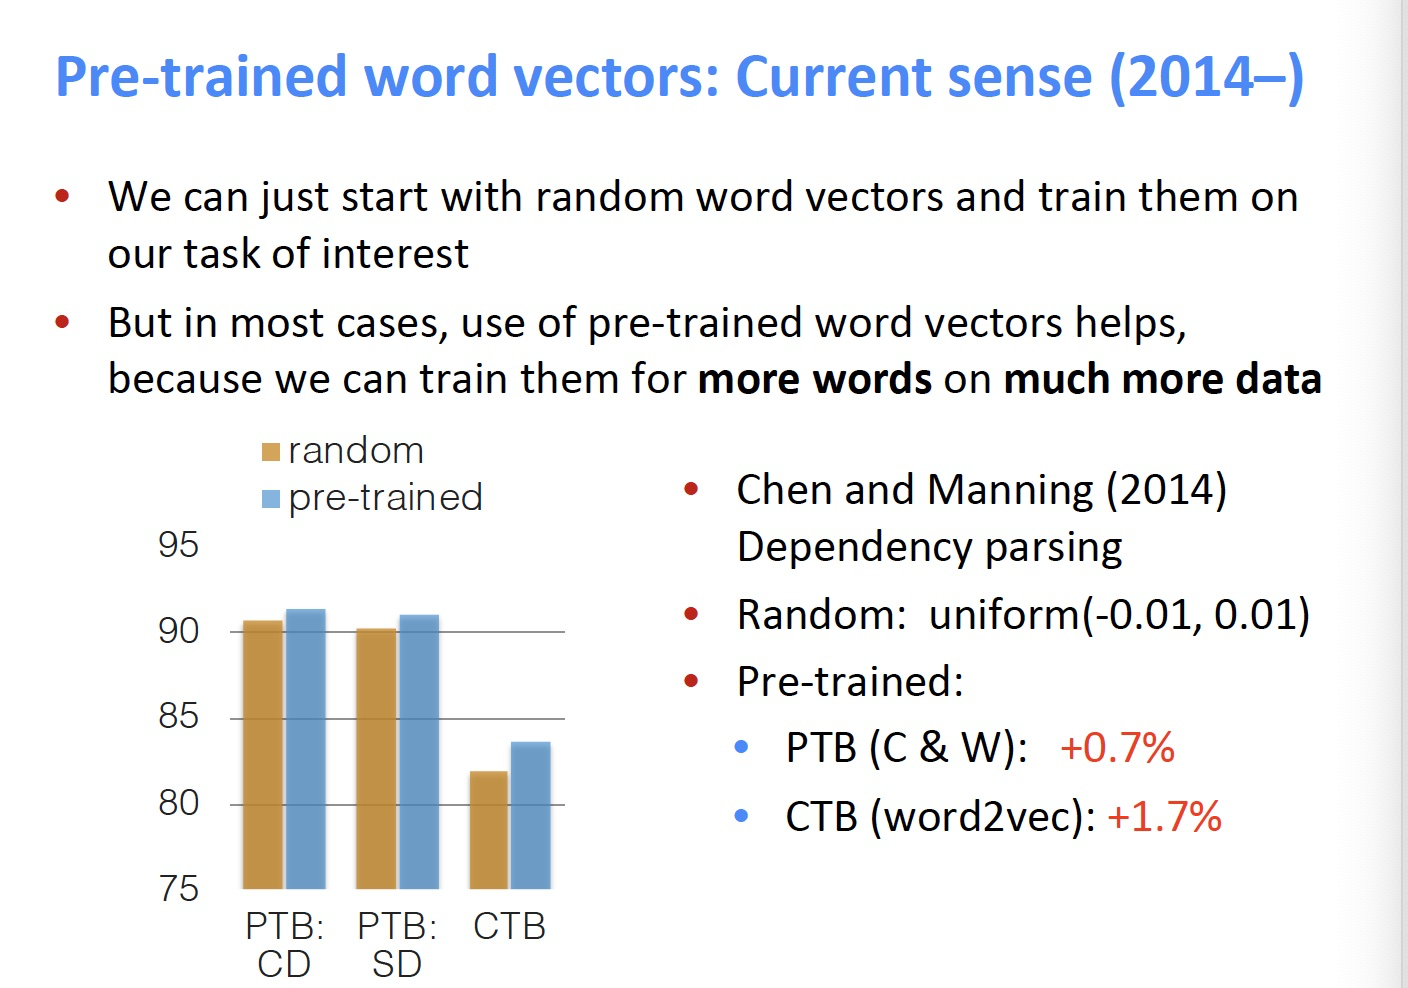 Pre-trained word vectors: Current sense (2014–)
• We can just start with random word vectors and train them on
our task of interest
• But in most cases, use of pre-trained word vectors helps,
because we can train them for more words on much more data
random
pre-trained
95
90
85
80
75
PTB: CD
PTB: SD
CTB
• Chen and Manning (2014)
Dependency parsing
• Random: uniform(-0.01, 0.01)
• Pre-trained:
• PTB (C & W): +0.7%
• CTB (word2vec): +1.7%